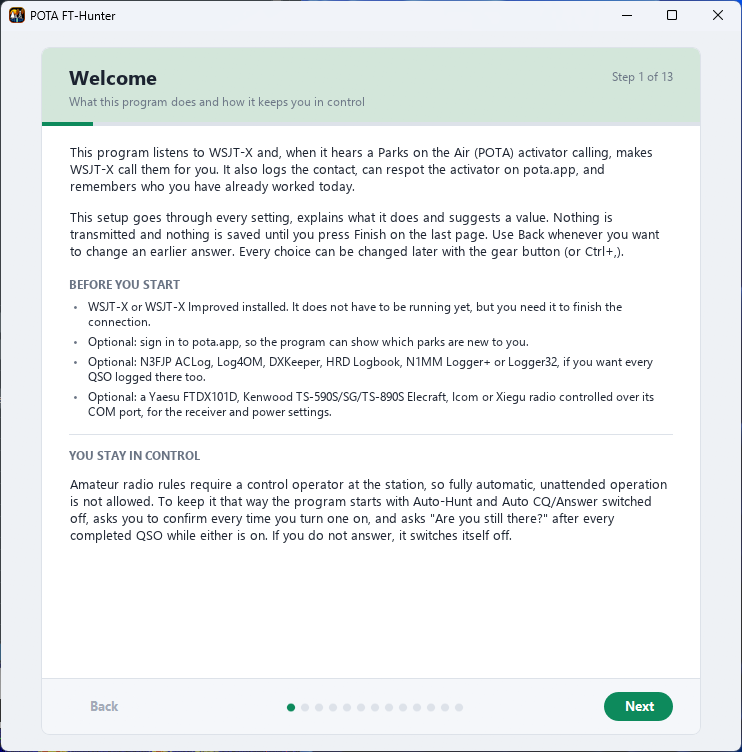 POTA FT-Hunter
Welcome
Step 1 of 13
What this program does and how it keeps you in control
This program listens to WSJT-X and, when it hears a Parks on the Air (POTA) activator calling, makes
WSJT-X call them for you. It also logs the contact, can respot the activator on pota.app, and
remembers who you have already worked today.
This setup goes through every setting, explains what it does and suggests a value. Nothing is
transmitted and nothing is saved until you press Finish on the last page. Use Back whenever you want
to change an earlier answer. Every choice can be changed later with the gear button (or Ctrl+,).
BEFORE YOU START
• WSJT-X or WSJT-X Improved installed. It does not have to be running yet, but you need it to finish the
connection.
• Optional: sign in to pota.app, so the program can show which parks are new to you.
• Optional: N3FJP ACLog, Log4OM, DXKeeper, HRD Logbook, N1MM Logger+ or Logger32, if you want every
QSO logged there too.
• Optional: a Yaesu FTDX101D, Kenwood TS-590S/SG/TS-890S Elecraft, Icom or Xiegu radio controlled over its
COM port, for the receiver and power settings.
YOU STAY IN CONTROL
Amateur radio rules require a control operator at the station, so fully automatic, unattended operation
is not allowed. To keep it that way the program starts with Auto-Hunt and Auto CQ/Answer switched
off, asks you to confirm every time you turn one on, and asks "Are you still there?" after every
completed QSO while either is on. If you do not answer, it switches itself off.
Back
Next